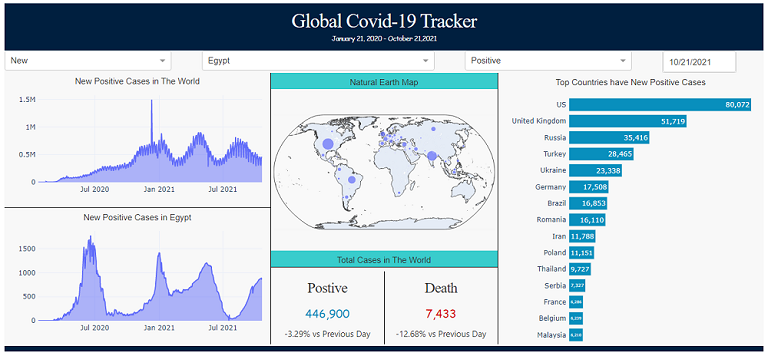 Global Covid-19 Tracker
January 21, 2020 - October 21,2021
New
Egypt
Positive
10/21/2021
New Positive Cases in The World
1.5M
1M
0.5M
0
Jul 2020
Jan 2021
Jul 2021
New Positive Cases in Egypt
1500
1000
500
0
Jul 2020
Jan 2021
Jul 2021
Natural Earth Map
Total Cases in The World
Postive
446,900
-3.29% vs Previous Day
Death
7,433
-12.68% vs Previous Day
Top Countries have New Positive Cases
US 80,072
United Kingdom 51,719
Russia 35,416
Turkey 28,465
Ukraine 23,338
Germany 17,508
Brazil 16,853
Romania 16,110
Iran 11,788
Poland 11,151
Thailand 9,727
Serbia 7,327
France
Belgium
Malaysia